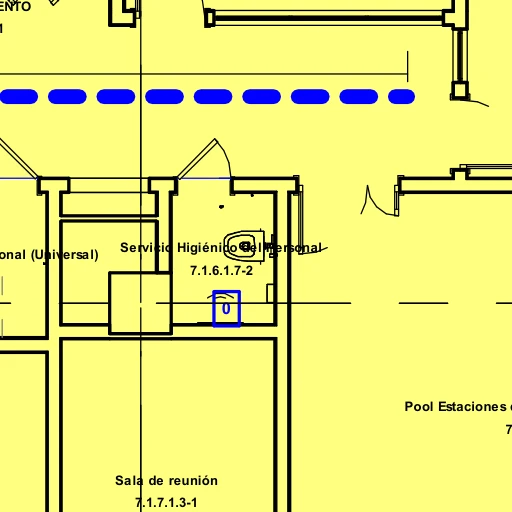 ENTO
1
onal (Universal)
Servicio Higiénico del Personal
7.1.6.1.7-2
0
Pool Estaciones
7
Sala de reunión
7.1.7.1.3-1